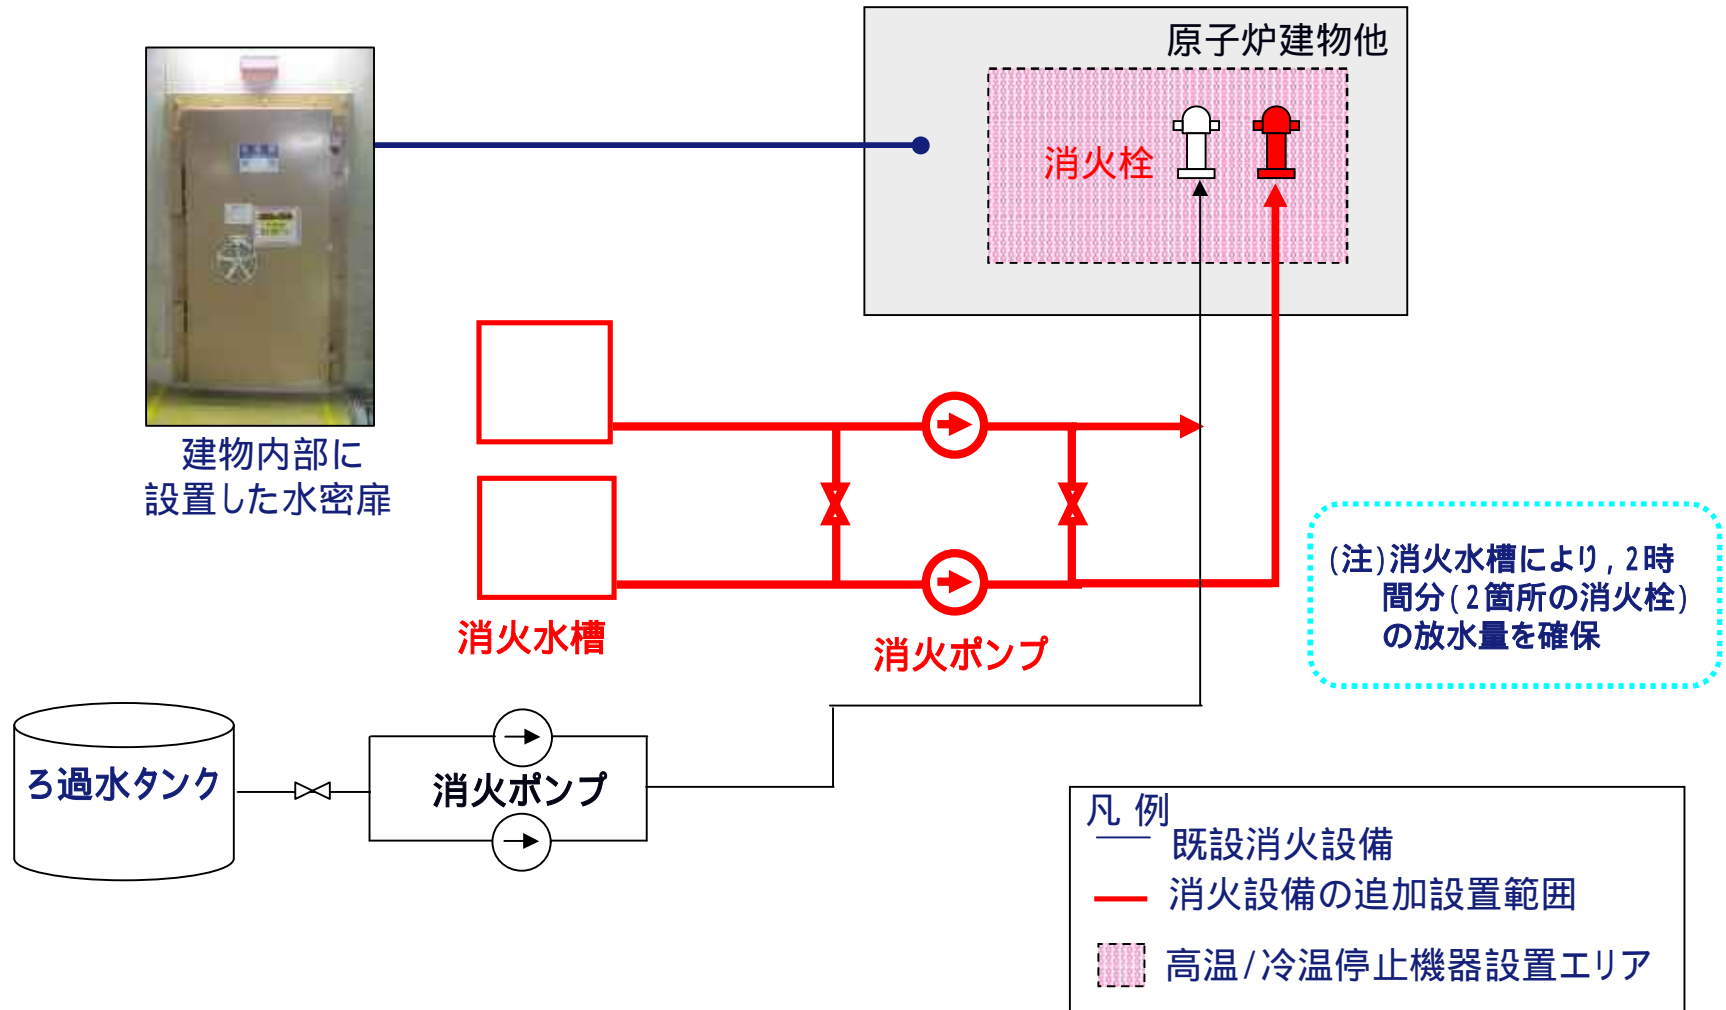 原子炉建物他
消火栓
建物内部に
設置した水密扉
消火水槽
消火ポンプ
(注)消火水槽により，2時
間分(2箇所の消火栓)
の放水量を確保
ろ過水タンク
消火ポンプ
凡 例
既設消火設備
消火設備の追加設置範囲
高温/冷温停止機器設置エリア